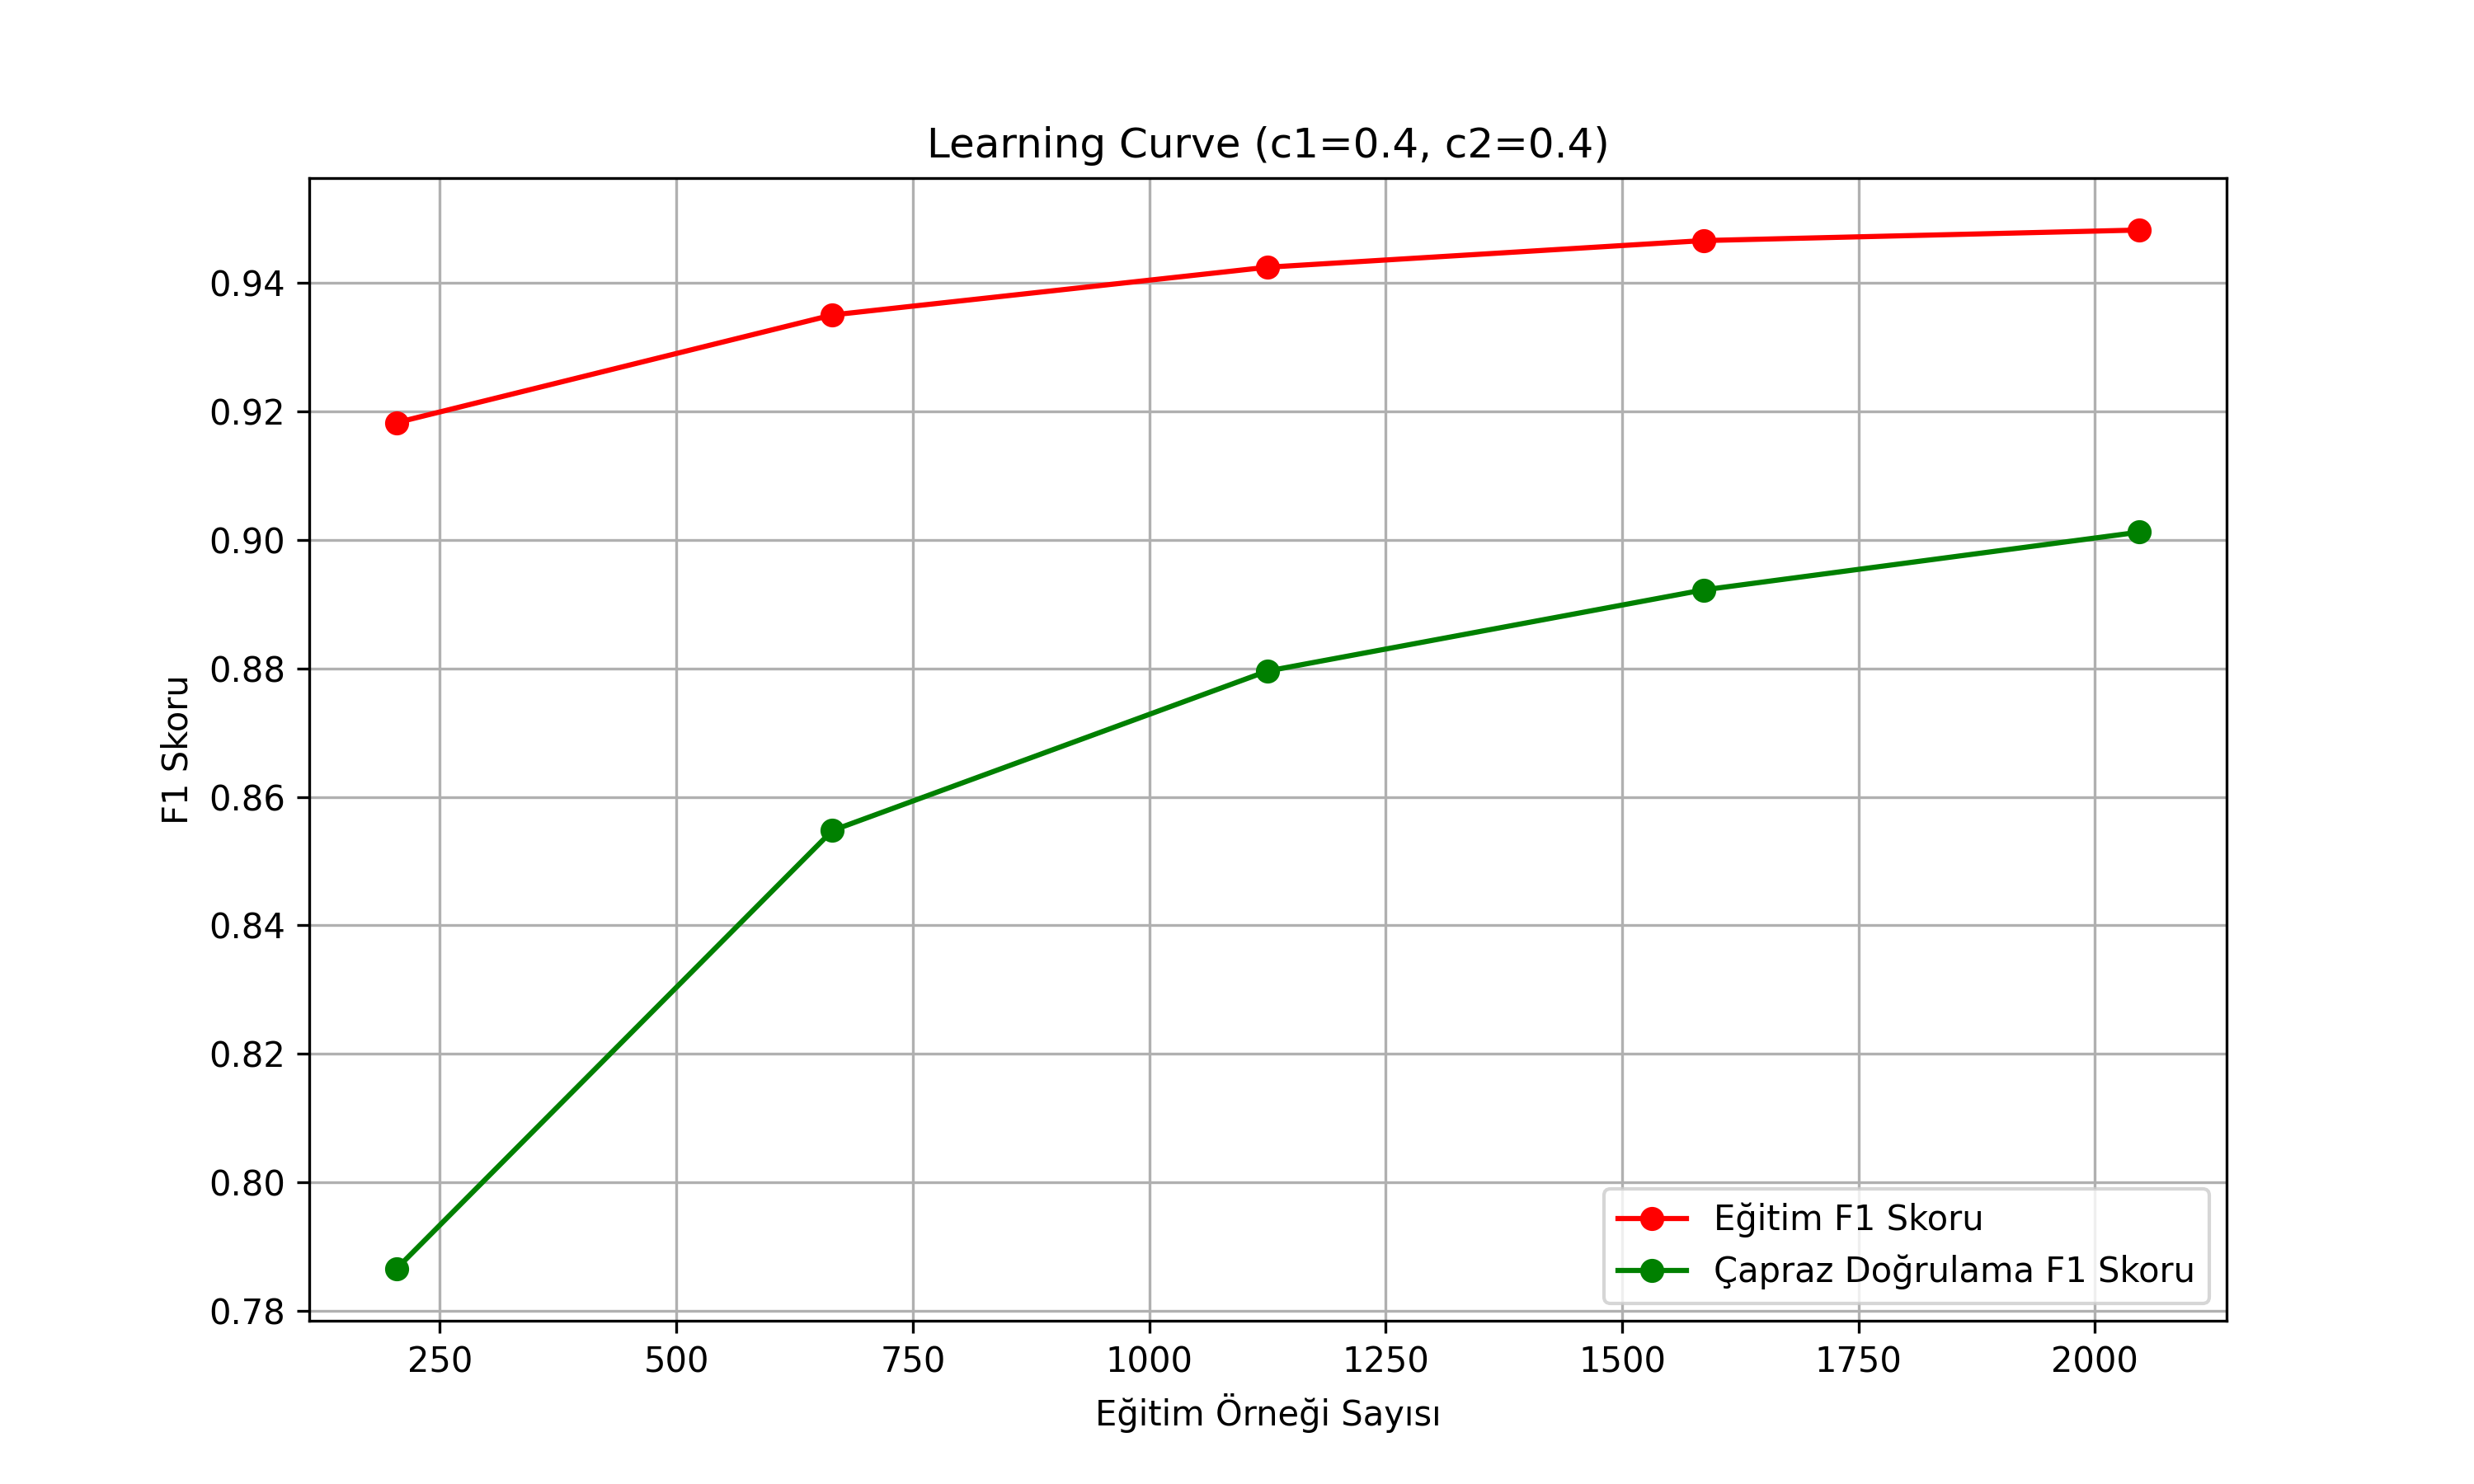 Learning Curve (c1=0.4, c2=0.4)
F1 Skoru
0.94
0.92
0.90
0.88
0.86
0.84
0.82
0.80
0.78
250 500 750 1000 1250 1500 1750 2000
Eğitim Örneği Sayısı
Eğitim F1 Skoru
Çapraz Doğrulama F1 Skoru